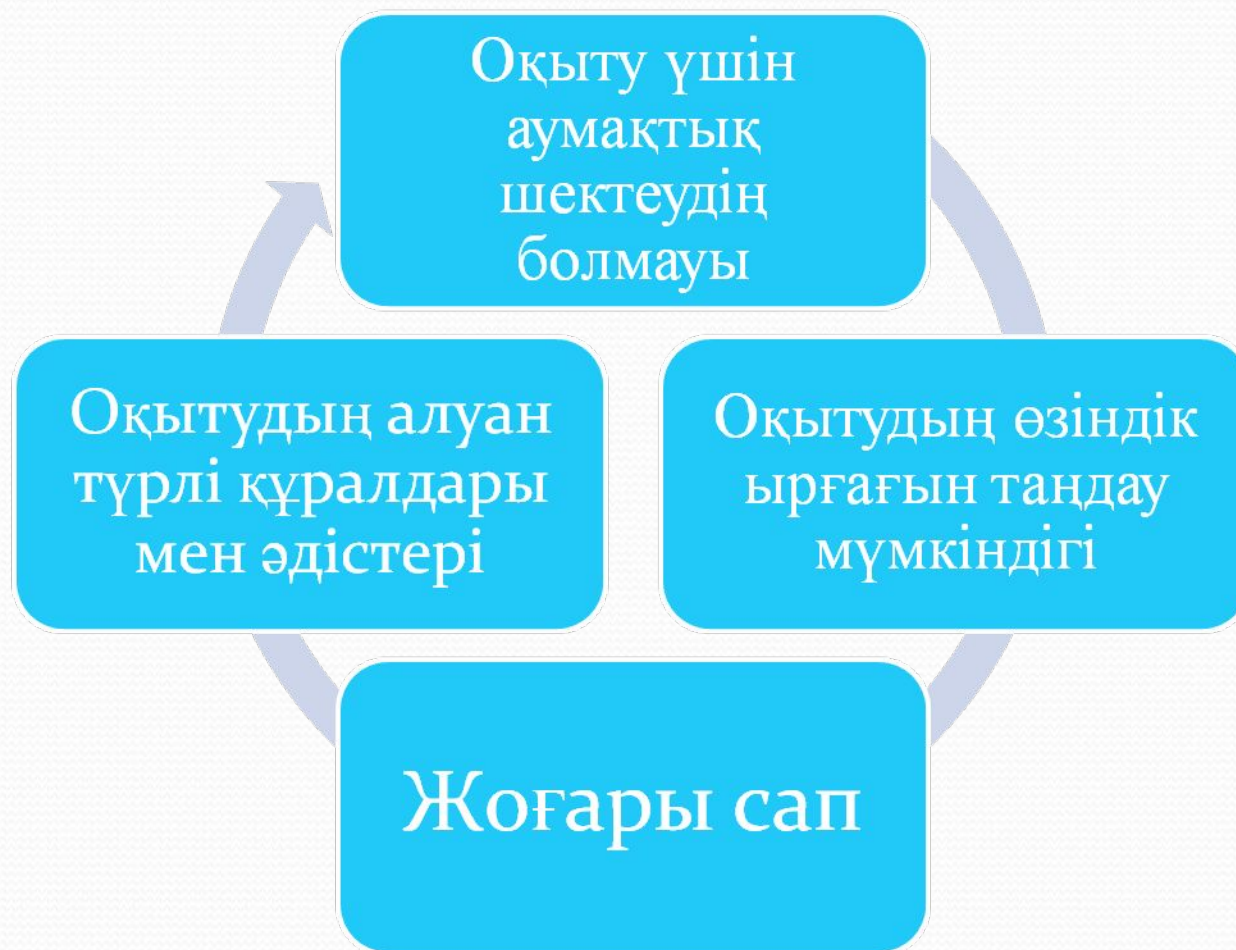 Оқыту үшін
аумақтық
шектеудің
болмауы
Оқытудың алуан
түрлі құралдары
мен әдістері
Оқытудың өзіндік
ырғағын таңдау
мүмкіндігі
Жоғары сап